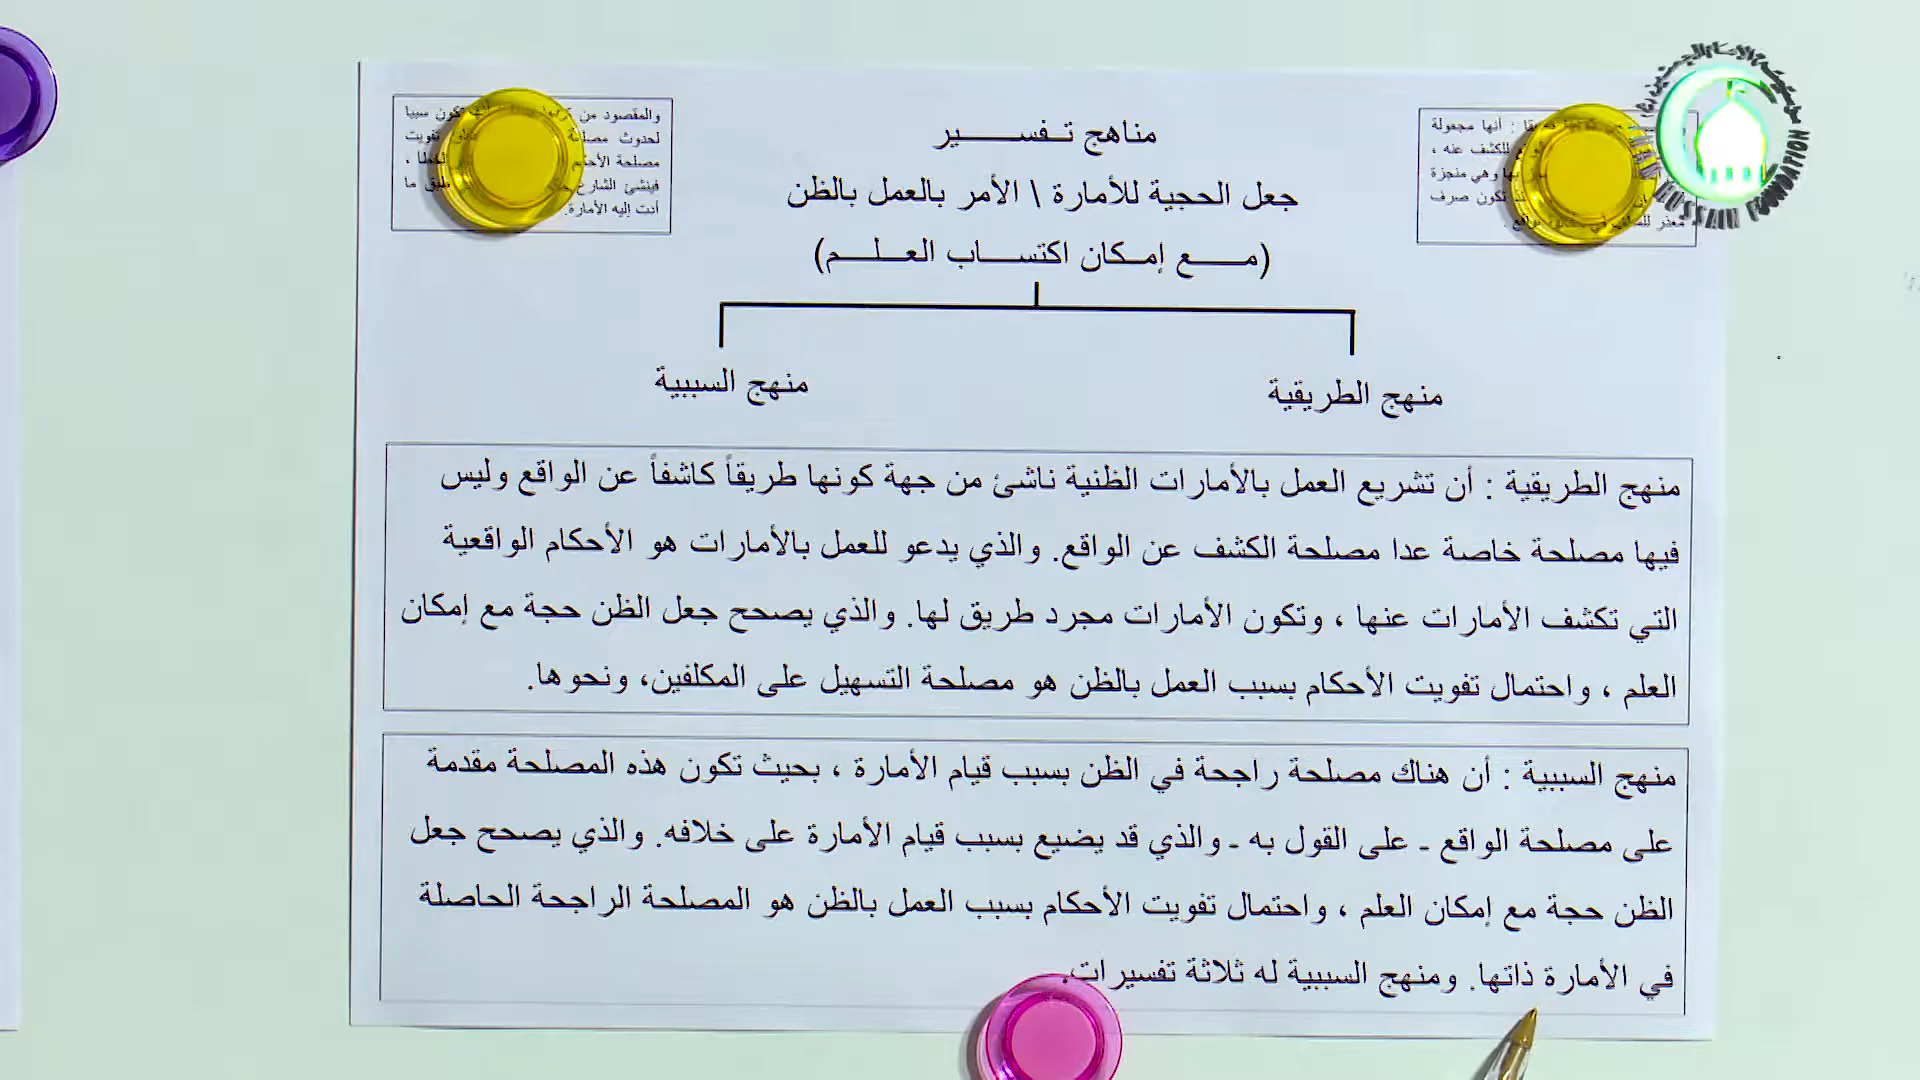 مناهج تفسير
جعل الحجية للأمارة \ الأمر بالعمل بالظن
(مع إمكان اكتساب العلم)
منهج الطريقية
منهج السببية
: أنها مجعولة
للكشف عنه ،
وهي منجزة
تكون صرف
معذر
والمقصود من
تكون سببا
لحدوث مصلحة
تفويت
مصلحة
الخطأ ،
فينشئ الشارع
طبق ما
أدت إليه الأمارة.
منهج الطريقية : أن تشريع العمل بالأمارات الظنية ناشئ من جهة كونها طريقاً كاشفاً عن الواقع وليس
فيها مصلحة خاصة عدا مصلحة الكشف عن الواقع. والذي يدعو للعمل بالأمارات هو الأحكام الواقعية
التي تكشف الأمارات عنها ، وتكون الأمارات مجرد طريق لها. والذي يصحح جعل الظن حجة مع إمكان
العلم ، واحتمال تفويت الأحكام بسبب العمل بالظن هو مصلحة التسهيل على المكلفين، ونحوها.
منهج السببية : أن هناك مصلحة راجحة في الظن بسبب قيام الأمارة ، بحيث تكون هذه المصلحة مقدمة
على مصلحة الواقع ـ على القول به ـ والذي قد يضيع بسبب قيام الأمارة على خلافه. والذي يصحح جعل
الظن حجة مع إمكان العلم ، واحتمال تفويت الأحكام بسبب العمل بالظن هو المصلحة الراجحة الحاصلة
في الأمارة ذاتها. ومنهج السببية له ثلاثة تفسيرات.
FOUNDATION